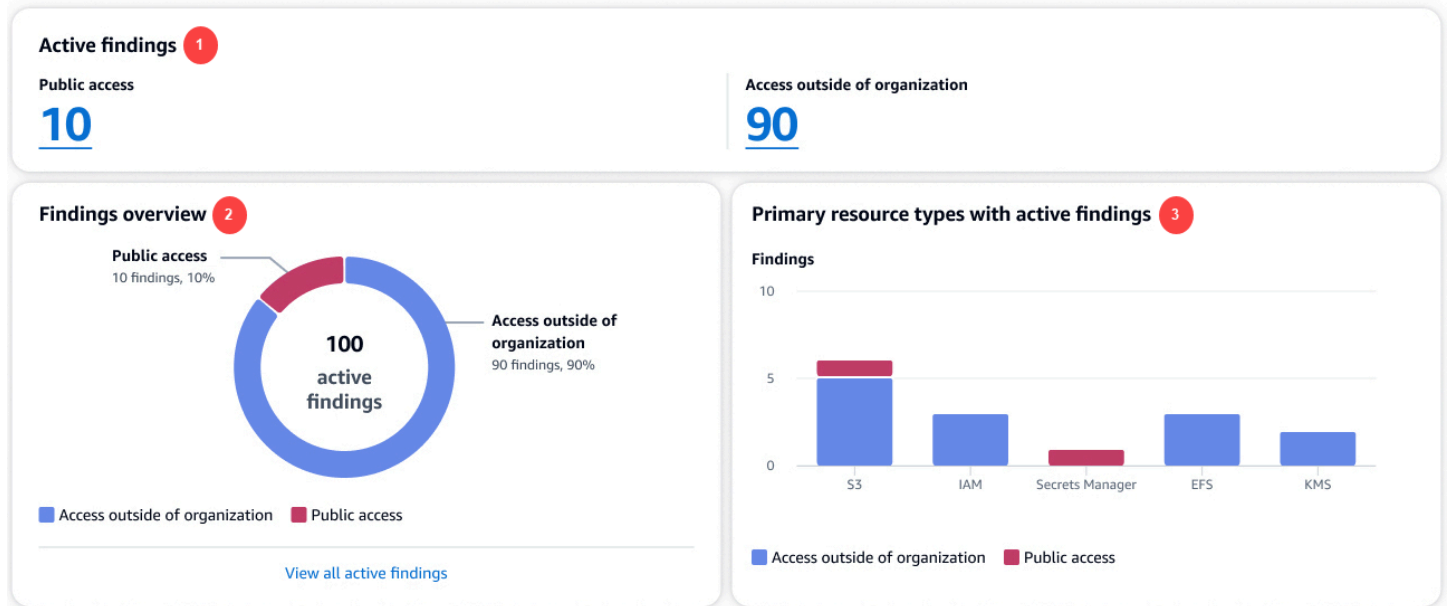 Active findings 1
Public access
10
Access outside of organization
90
Findings overview 2
Public access
10 findings, 10%
Access outside of
organization
90 findings, 90%
100
active
findings
Access outside of organization Public access
View all active findings
Primary resource types with active findings 3
Findings
10
5
0
S3 IAM Secrets Manager EFS KMS
Access outside of organization Public access